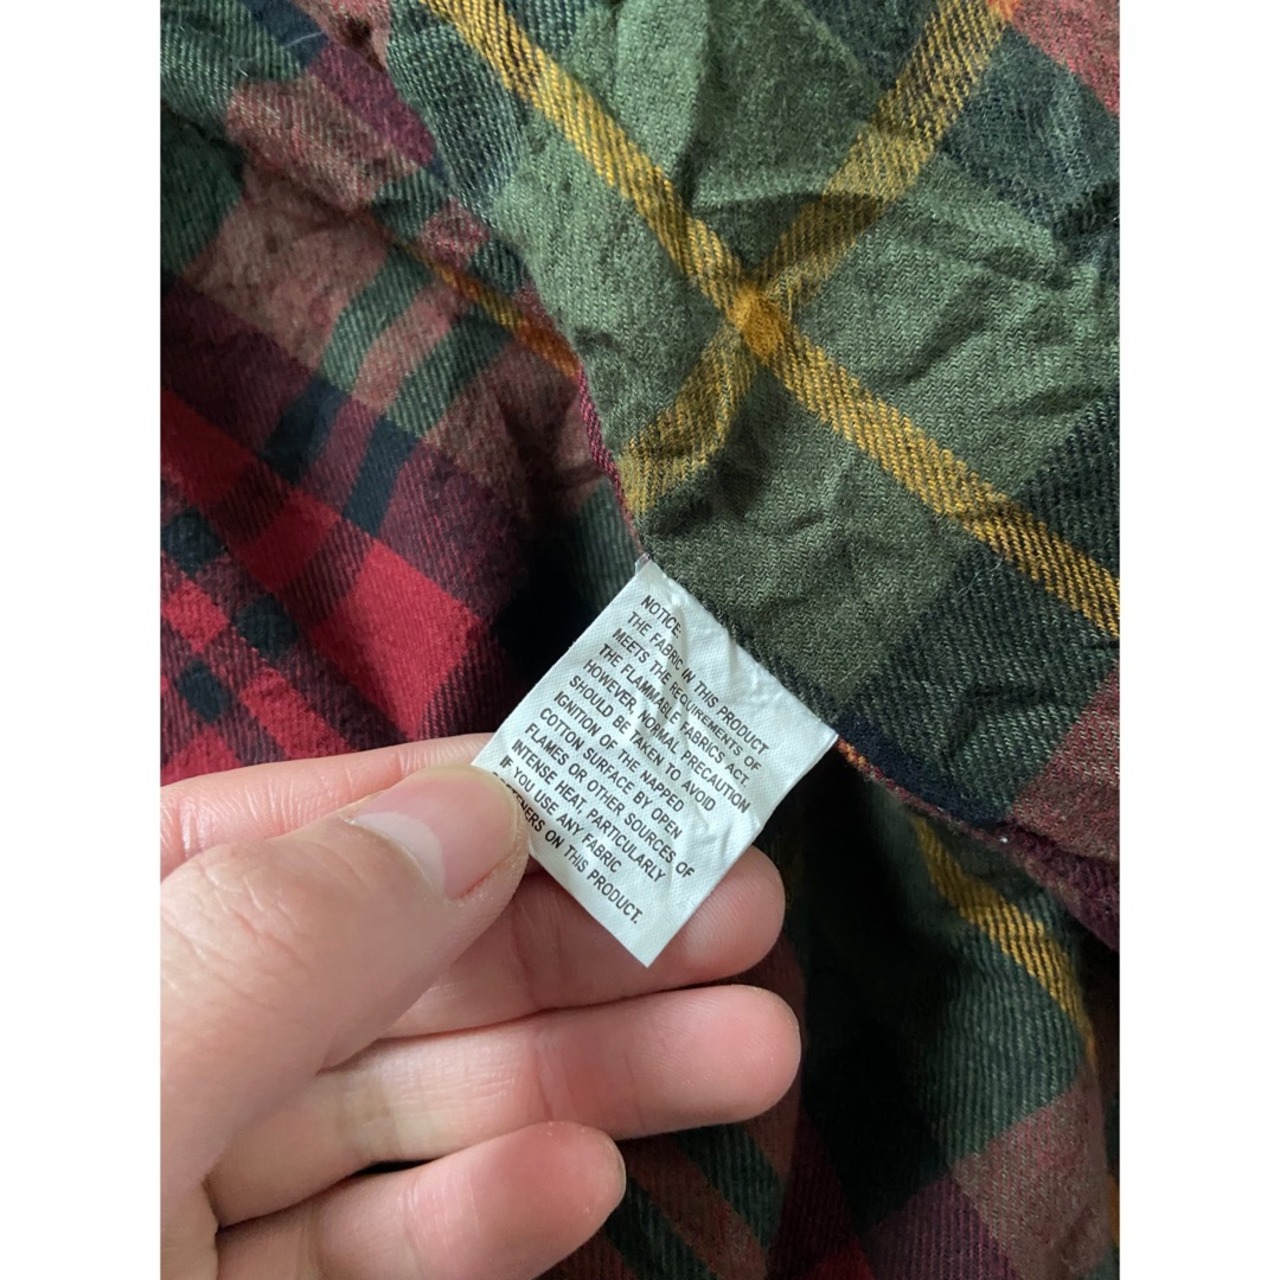 NOTICE:
THE FABRIC IN THIS PRODUCT
MEETS THE REQUIREMENTS OF
THE FLAMMABLE FABRICS ACT.
HOWEVER, NORMAL PRECAUTION
SHOULD BE TAKEN TO AVOID
IGNITION OF THE NAPPED
COTTON SURFACE BY OPEN
FLAMES OR OTHER SOURCES OF
INTENSE HEAT, PARTICULARLY
IF YOU USE ANY FABRIC
SOFTENERS ON THIS PRODUCT.